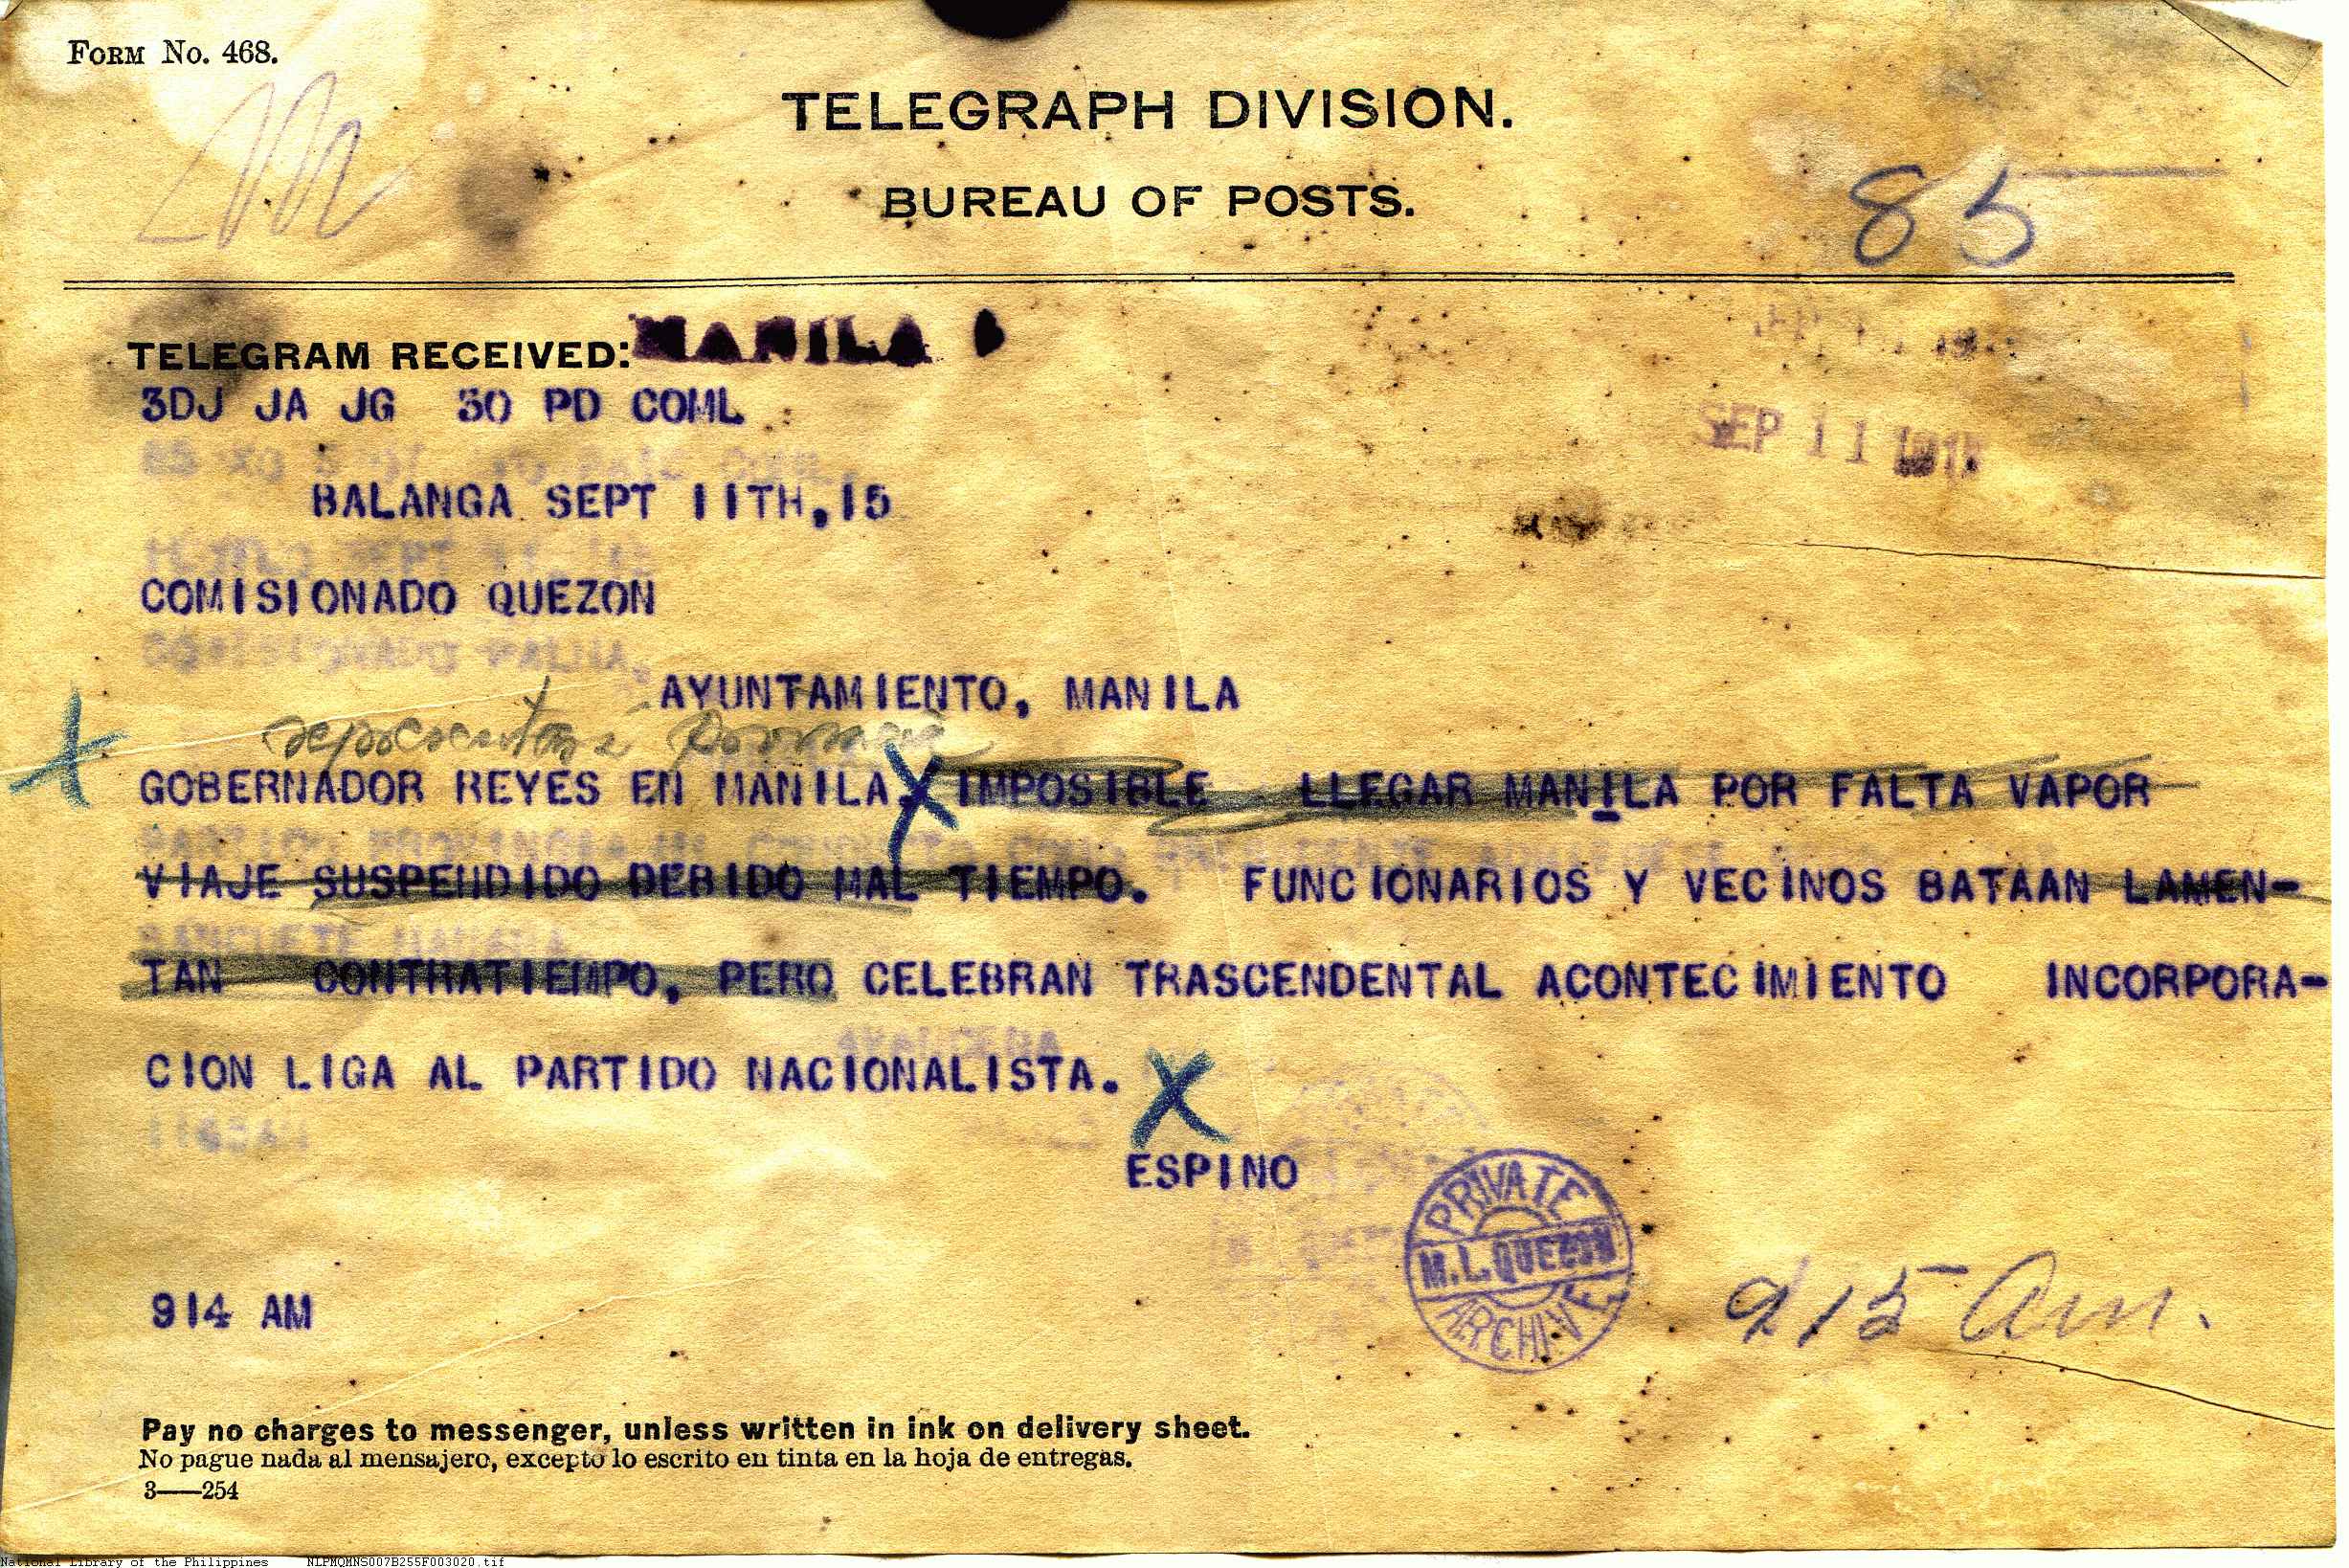 FORM NO. 468.
TELEGRAPH DIVISION.
BUREAU OF POSTS.
85
TELEGRAM RECEIVED: MANILA
3DJ JA JG 30 PD COML
SEP 11
BALANGA SEPT 11TH, 15
COMISIONADO QUEZON
AYUNTAMIENTO, MANILA
representará
GOBERNADOR REYES EN MANILA. IMPOSIBLE LLEGAR MANILA POR FALTA VAPOR
VIAJE SUSPENDIDO DEBIDO MAL TIEMPO. FUNCIONARIOS Y VECINOS BATAAN LAMEN-
TAN CONTRATIEMPO, PERO CELEBRAN TRASCENDENTAL ACONTECIMIENTO INCORPORA-
CION LIGA AL PARTIDO NACIONALISTA.
ESPINO
PRIVATE
M. L. QUEZON
ARCHIVE
914 AM
915 am.
Pay no charges to messenger, unless written in ink on delivery sheet.
No pague nada al mensajero, excepto lo escrito en tinta en la hoja de entregas.
3——254
National Library of the Philippines NLPMQMNS007B255F003020.tif